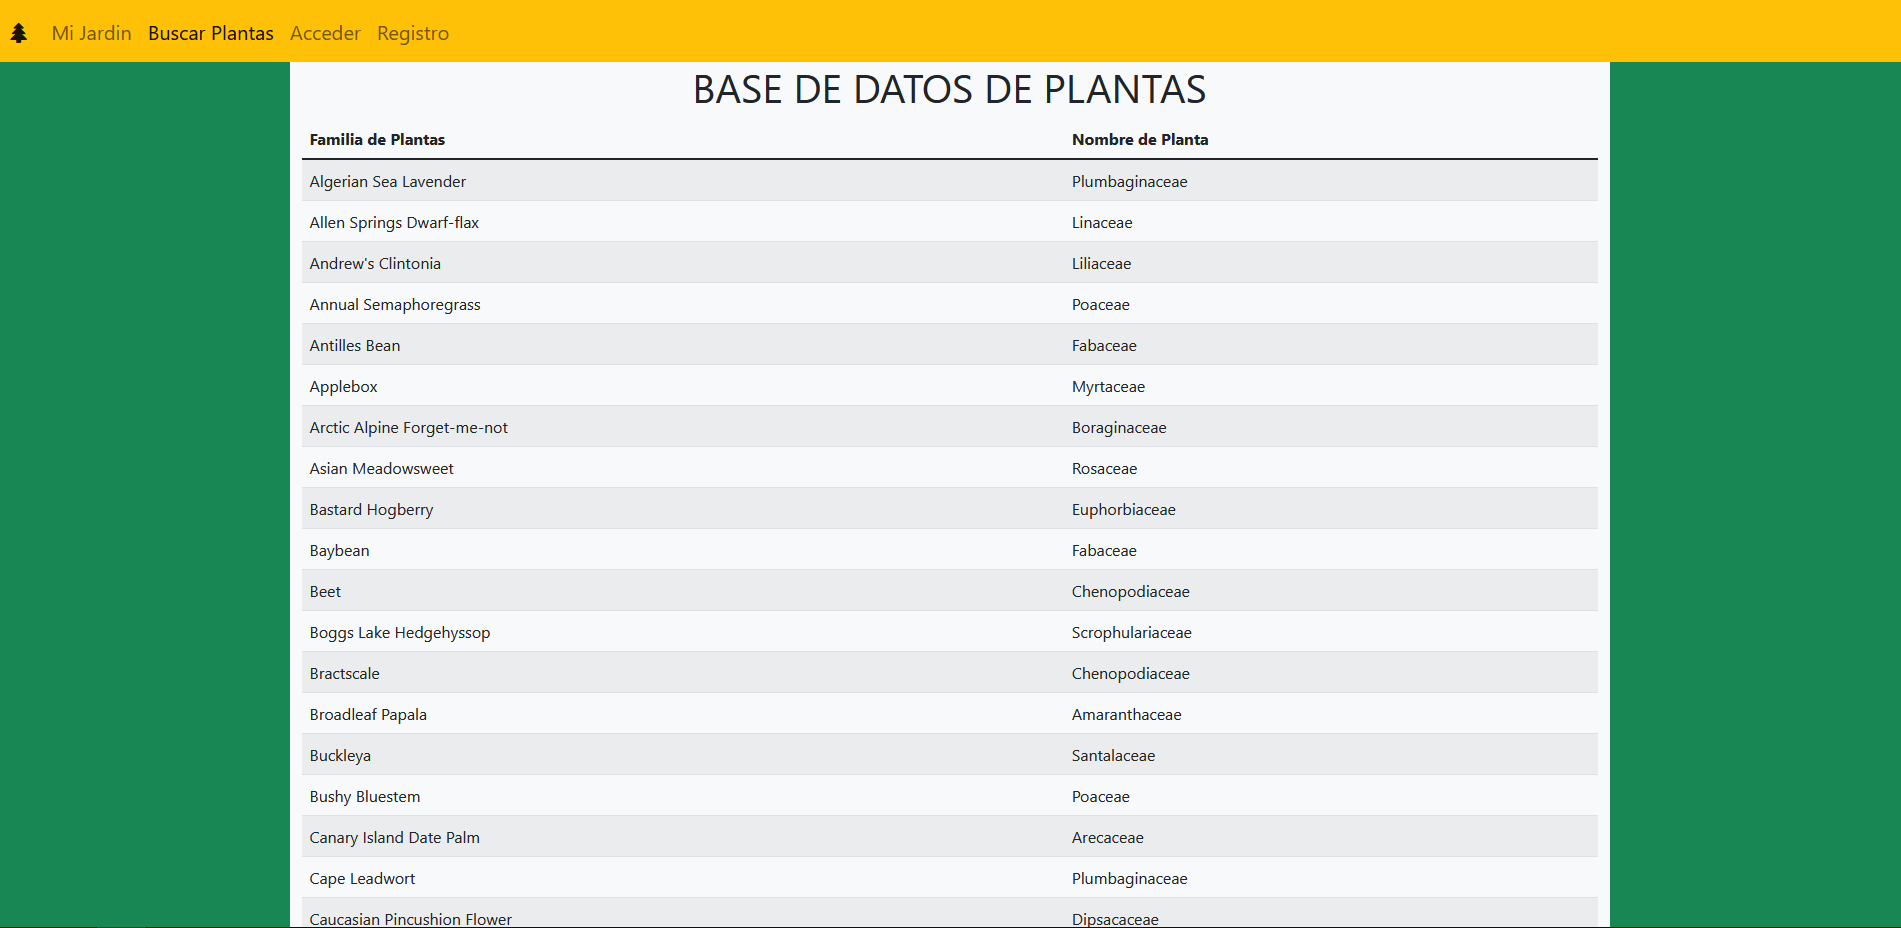 Mi Jardin Buscar Plantas Acceder Registro
BASE DE DATOS DE PLANTAS
Familia de Plantas Nombre de Planta
Algerian Sea Lavender Plumbaginaceae
Allen Springs Dwarf-flax Linaceae
Andrew's Clintonia Liliaceae
Annual Semaphoregrass Poaceae
Antilles Bean Fabaceae
Applebox Myrtaceae
Arctic Alpine Forget-me-not Boraginaceae
Asian Meadowsweet Rosaceae
Bastard Hogberry Euphorbiaceae
Baybean Fabaceae
Beet Chenopodiaceae
Boggs Lake Hedgehyssop Scrophulariaceae
Bractscale Chenopodiaceae
Broadleaf Papala Amaranthaceae
Buckleya Santalaceae
Bushy Bluestem Poaceae
Canary Island Date Palm Arecaceae
Cape Leadwort Plumbaginaceae
Caucasian Pincushion Flower Dipsacaceae